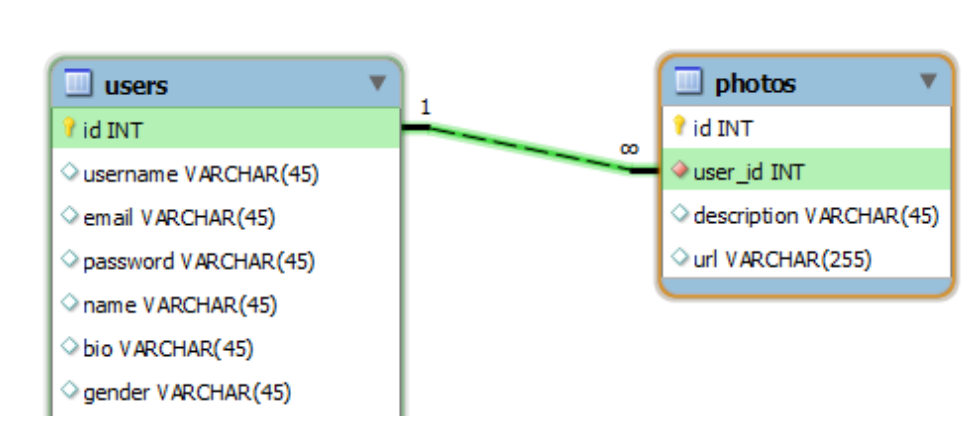 users
id INT
username VARCHAR(45)
email VARCHAR(45)
password VARCHAR(45)
name VARCHAR(45)
bio VARCHAR(45)
gender VARCHAR(45)
1
∞
photos
id INT
user_id INT
description VARCHAR(45)
url VARCHAR(255)